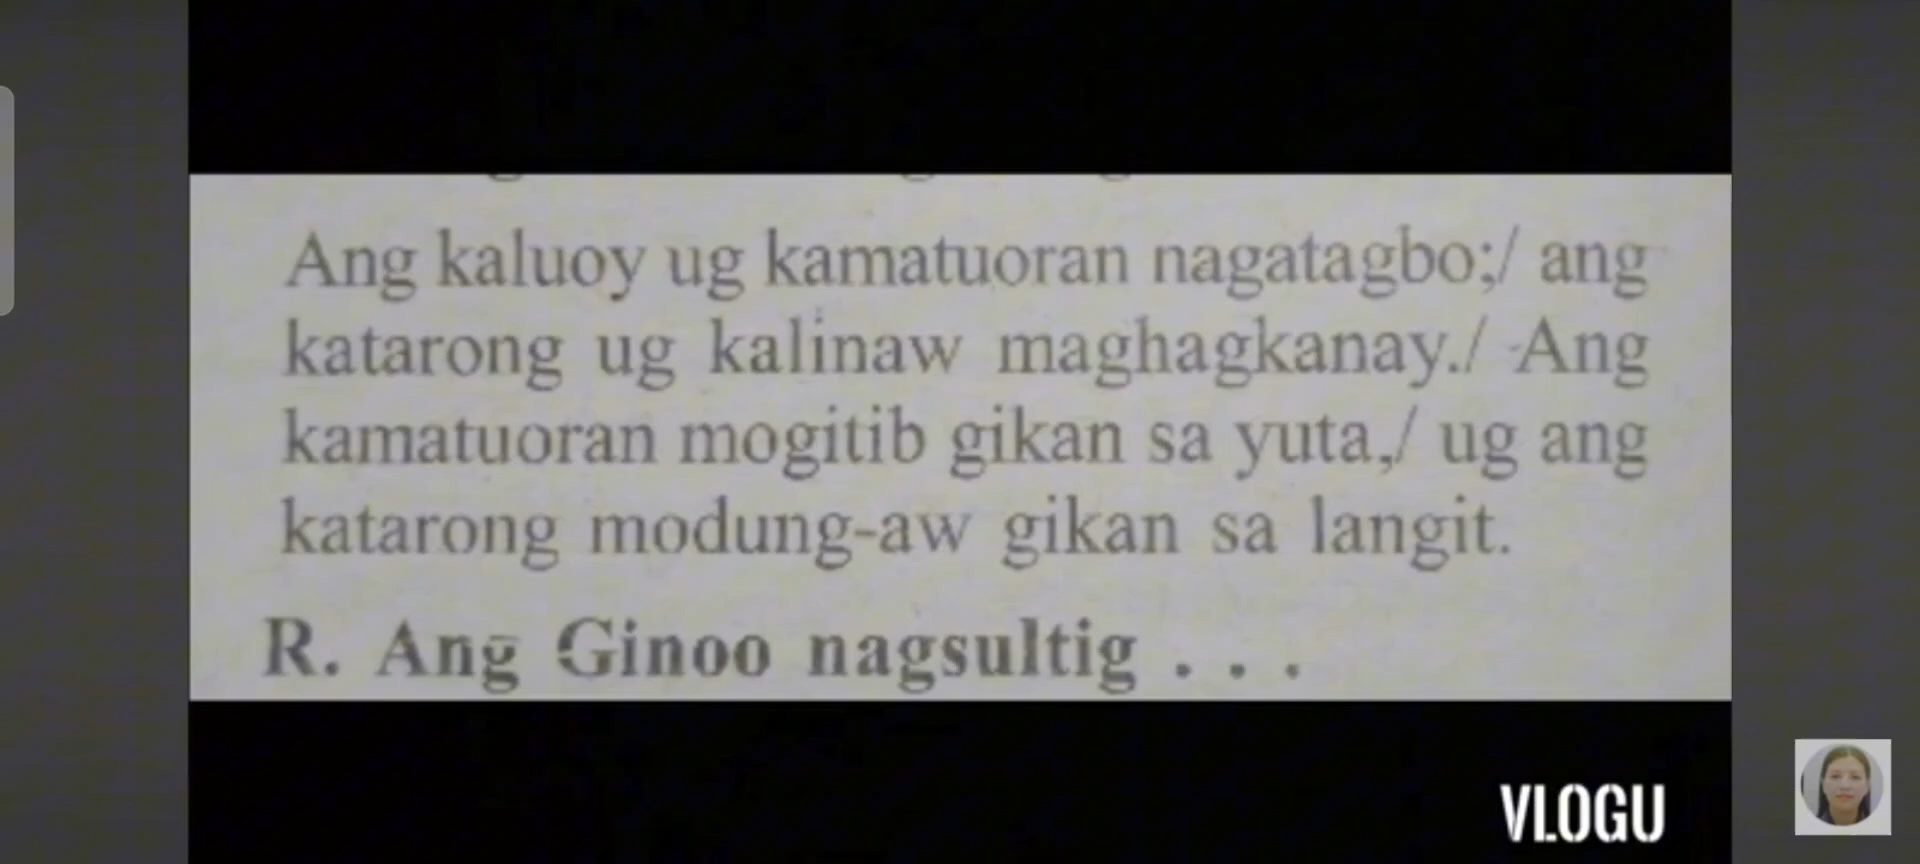 Ang kaluoy ug kamatuoran nagatagbo;/ ang
katarong ug kalinaw maghagkanay./ Ang
kamatuoran mogitib gikan sa yuta,/ ug ang
katarong modung-aw gikan sa langit.
R. Ang Ginoo nagsultig . . .
VLOGU